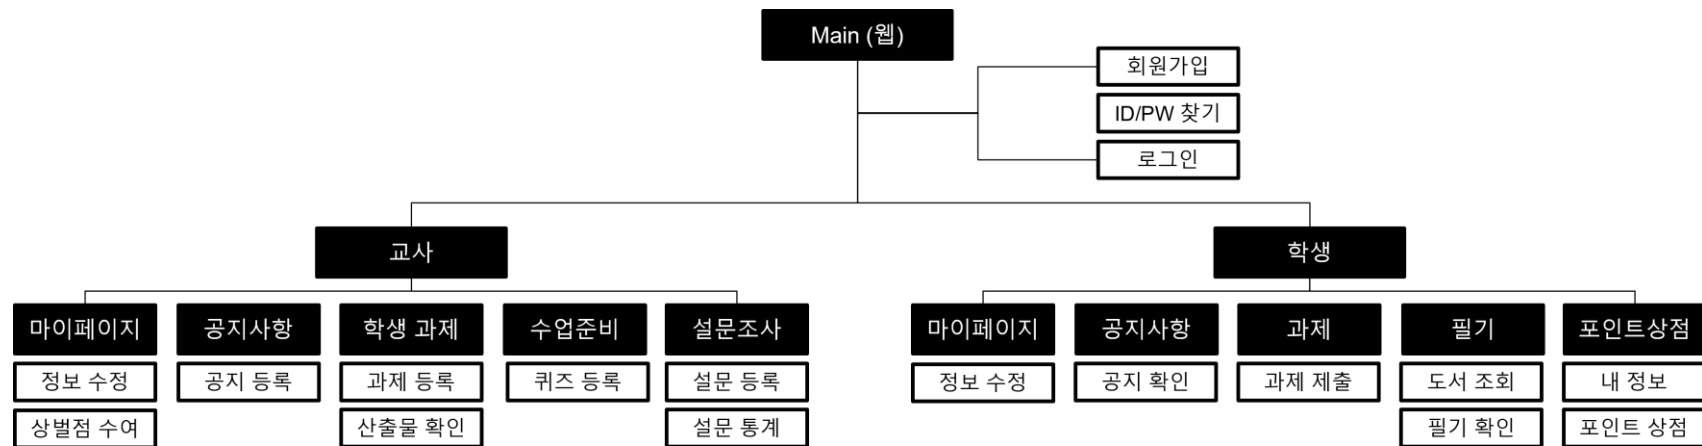 Main (웹)
회원가입
ID/PW 찾기
로그인
교사
학생
마이페이지
공지사항
학생 과제
수업준비
설문조사
마이페이지
공지사항
과제
필기
포인트상점
정보 수정
공지 등록
과제 등록
퀴즈 등록
설문 등록
정보 수정
공지 확인
과제 제출
도서 조회
내 정보
상벌점 수여
산출물 확인
설문 통계
필기 확인
포인트 상점